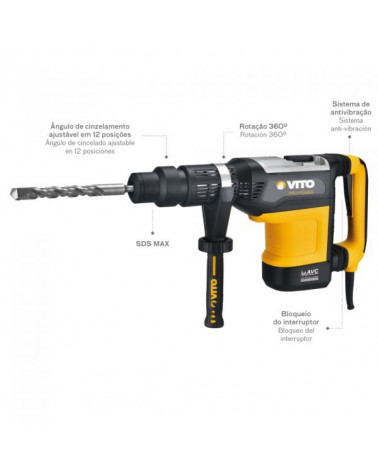 Ângulo de cinzelamento
ajustável em 12 posições
Ángulo de cincelado ajustable
en 12 posiciones
Rotação 360º
Rotación 360º
Sistema de
antivibração
Sistema
anti-vibración
VITO
SDS MAX
VITO
AVC
Bloqueio
do interruptor
Bloqueo del
interruptor